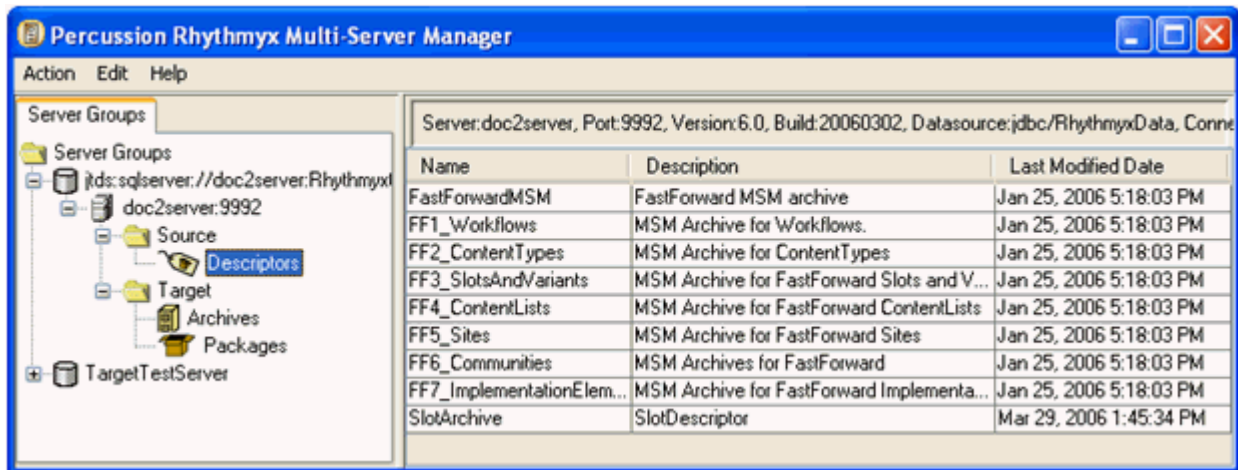 Percussion Rhythmyx Multi-Server Manager
Action Edit Help
Server Groups
Server Groups
jtds:sqlserver://doc2server:Rhythmyx
doc2server:9992
Source
Descriptors
Target
Archives
Packages
TargetTestServer
Server:doc2server, Port:9992, Version:6.0, Build:20060302, Datasource:jdbc/RhythmyxData, Conne
Name Description Last Modified Date
FastForwardMSM FastForward MSM archive Jan 25, 2006 5:18:03 PM
FF1_Workflows MSM Archive for Workflows. Jan 25, 2006 5:18:03 PM
FF2_ContentTypes MSM Archive for ContentTypes Jan 25, 2006 5:18:03 PM
FF3_SlotsAndVariants MSM Archive for FastForward Slots and V... Jan 25, 2006 5:18:03 PM
FF4_ContentLists MSM Archive for FastForward ContentLists Jan 25, 2006 5:18:03 PM
FF5_Sites MSM Archive for FastForward Sites Jan 25, 2006 5:18:03 PM
FF6_Communities MSM Archives for FastForward Jan 25, 2006 5:18:03 PM
FF7_ImplementationElem... MSM Archive for FastForward Implementa... Jan 25, 2006 5:18:03 PM
SlotArchive SlotDescriptor Mar 29, 2006 1:45:34 PM